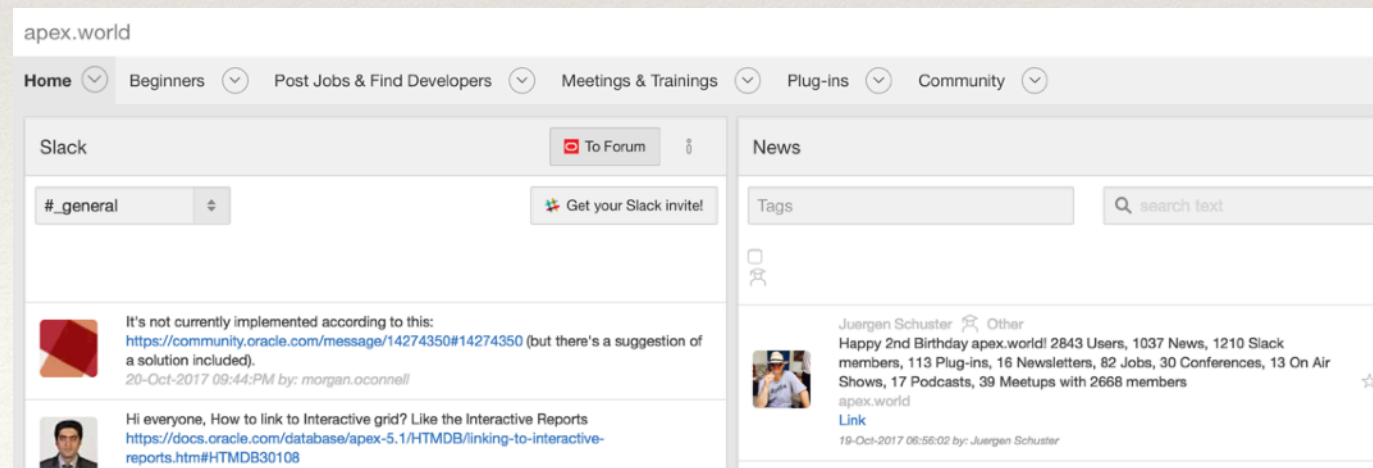 apex.world
Home Beginners Post Jobs & Find Developers Meetings & Trainings Plug-ins Community
Slack
To Forum
#_general
Get your Slack invite!
It's not currently implemented according to this:
https://community.oracle.com/message/14274350#14274350 (but there's a suggestion of
a solution included).
20-Oct-2017 09:44:PM by: morgan.oconnell
Hi everyone, How to link to Interactive grid? Like the Interactive Reports
https://docs.oracle.com/database/apex-5.1/HTMDB/linking-to-interactive-
reports.htm#HTMDB30108
News
Tags
search text
Juergen Schuster Other
Happy 2nd Birthday apex.world! 2843 Users, 1037 News, 1210 Slack
members, 113 Plug-ins, 16 Newsletters, 82 Jobs, 30 Conferences, 13 On Air
Shows, 17 Podcasts, 39 Meetups with 2668 members
apex.world
Link
19-Oct-2017 06:56:02 by: Juergen Schuster